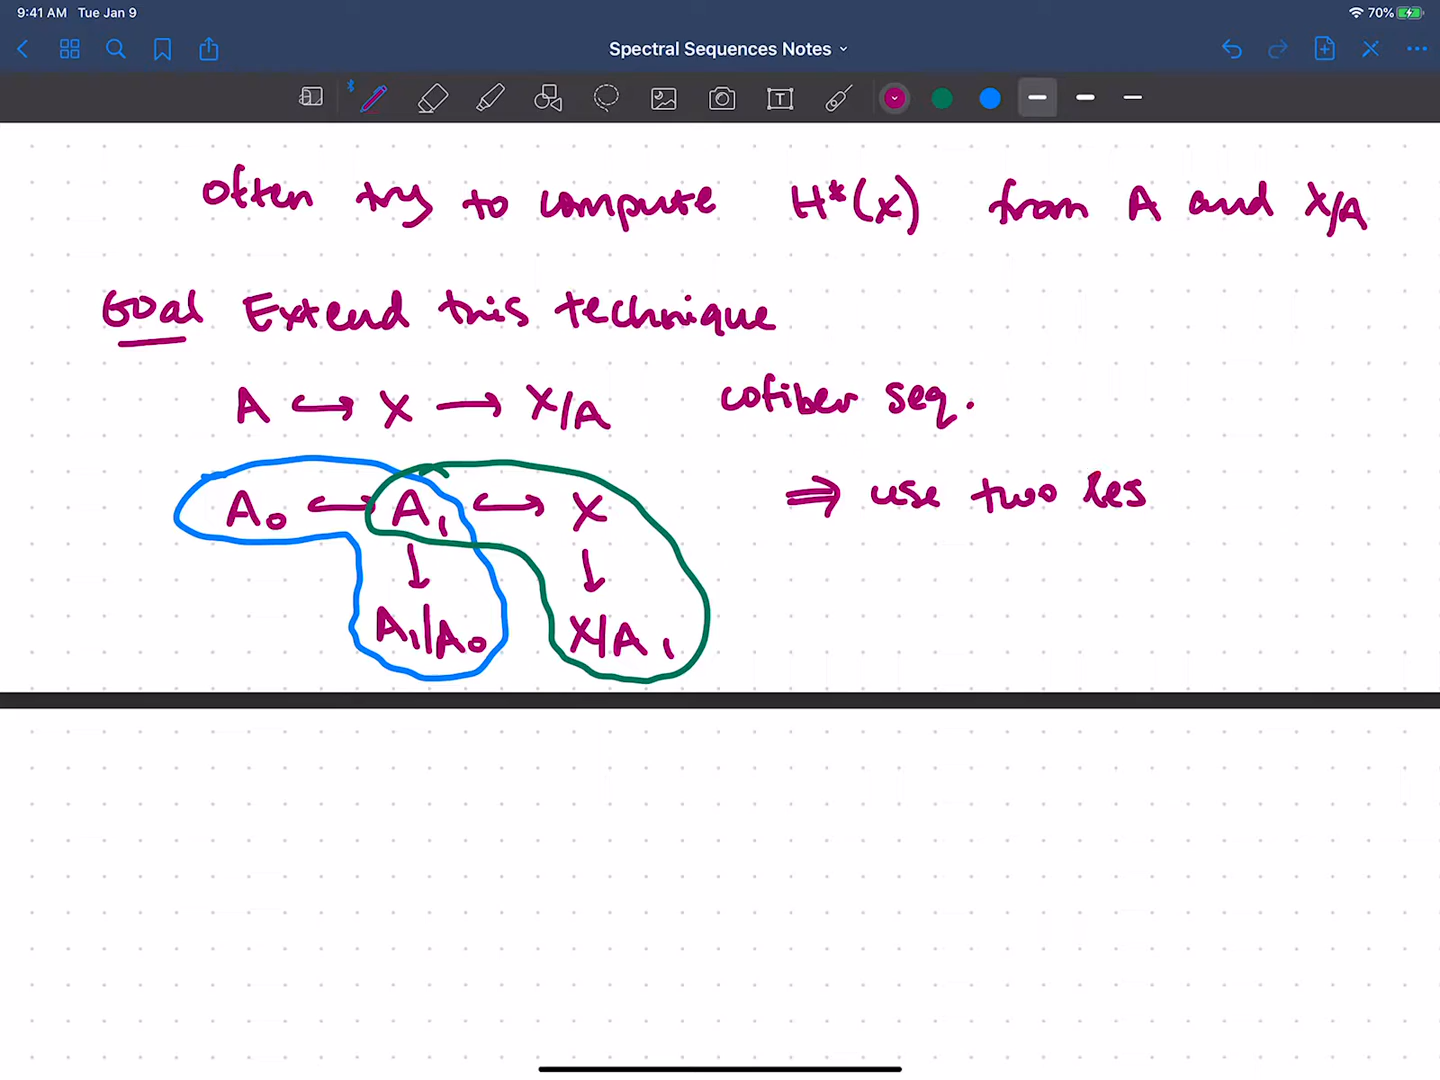 9:41 AM Tue Jan 9
70%
Spectral Sequences Notes
often try to compute H*(X) from A and X/A
Goal Extend this technique
A ↪ X → X/A cofiber seq.
A₀ ↪ A₁ ↪ X ⇒ use two les
↓ ↓
A₁/A₀ X/A₁